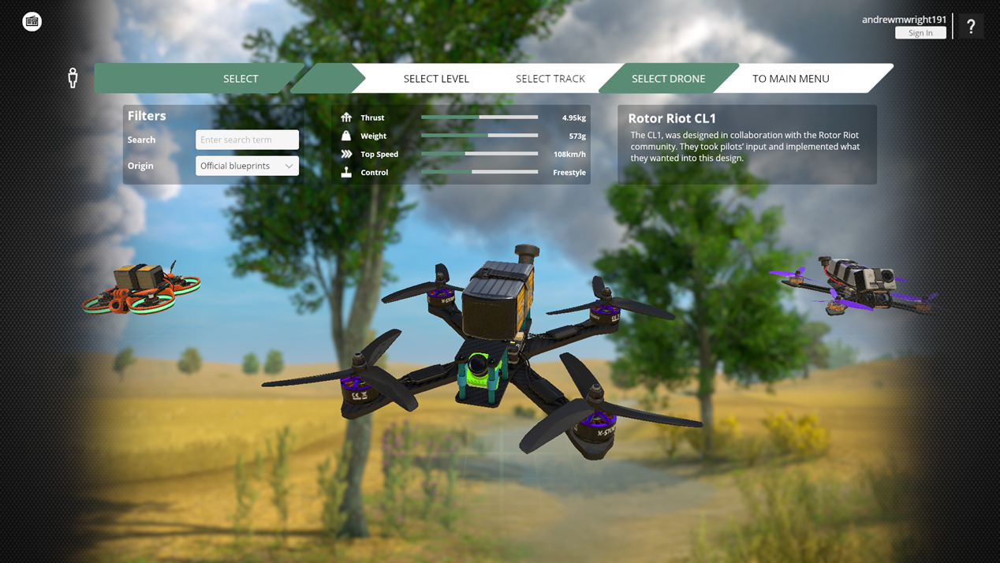 andrewmwright191
Sign In
?
SELECT
SELECT LEVEL
SELECT TRACK
SELECT DRONE
TO MAIN MENU
Filters
Search
Enter search term
Origin
Official blueprints
Thrust
4.95kg
Weight
573g
Top Speed
108km/h
Control
Freestyle
Rotor Riot CL1
The CL1, was designed in collaboration with the Rotor Riot
community. They took pilots' input and implemented what
they wanted into this design.